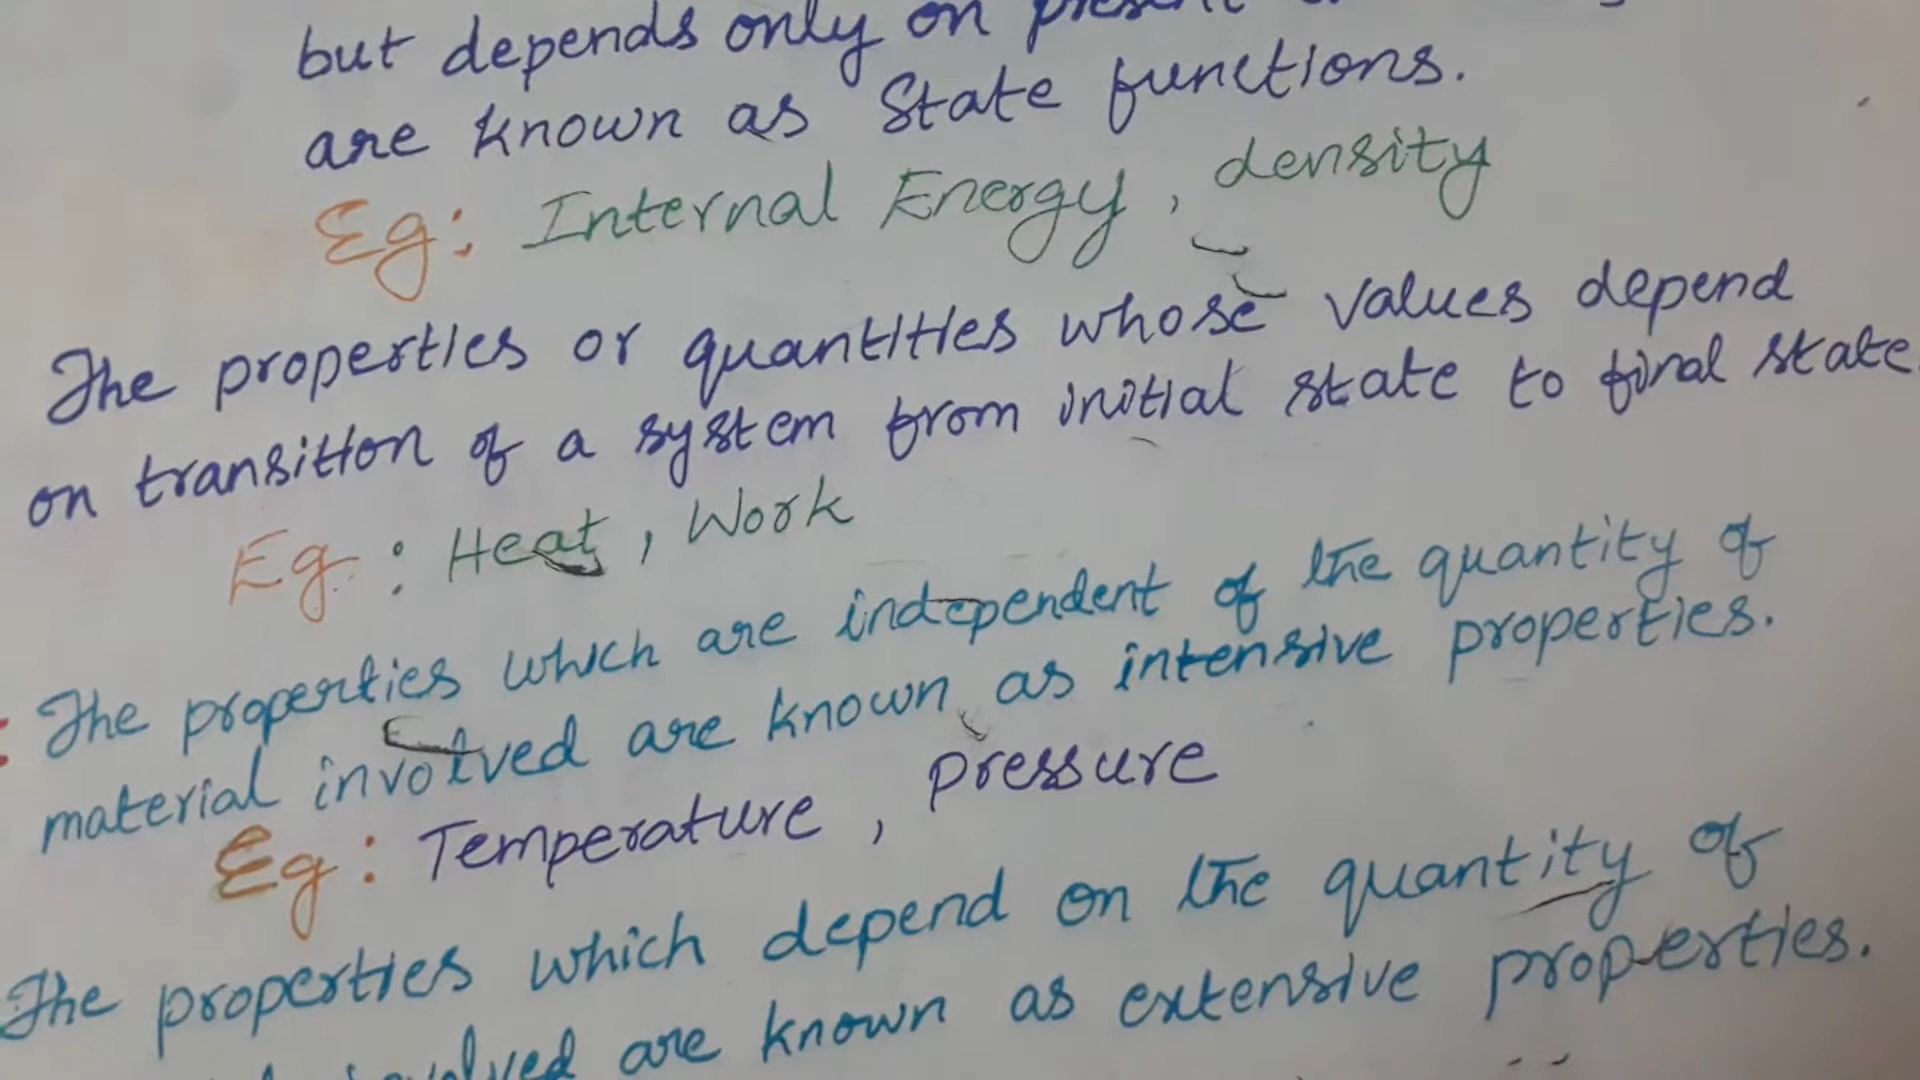 but depends only on present
are known as State functions.
Eg: Internal Energy, density
The properties or quantities whose values depend
on transition of a system from initial state to final state.
Eg: Heat, Work
: The properties which are independent of the quantity of
material involved are known as intensive properties.
Eg: Temperature, pressure
The properties which depend on the quantity of
involved are known as extensive properties.